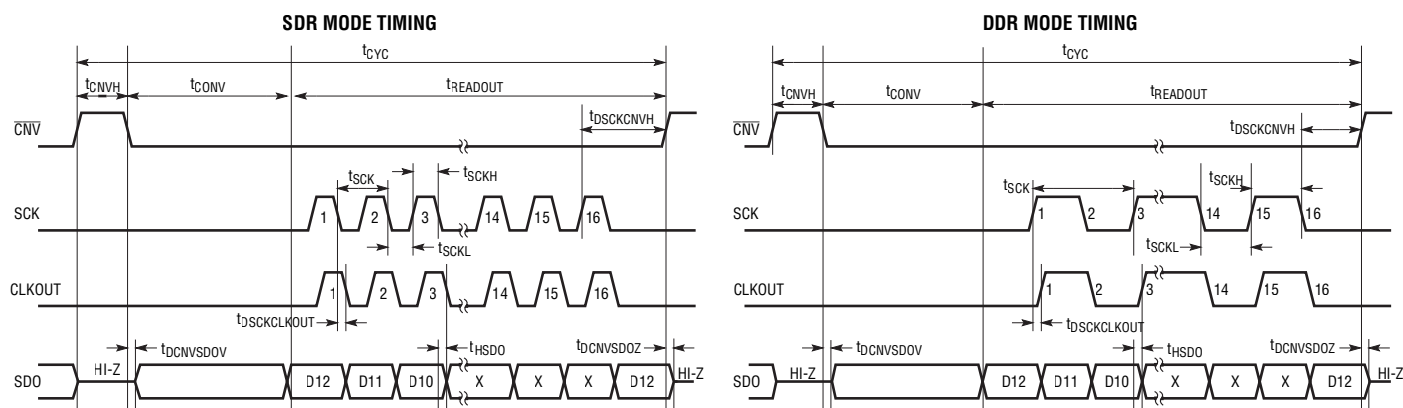 SDR MODE TIMING
tCYC
tCNVH
tCONV
tREADOUT
tDSCKCNVH
CNV
tSCK
tSCKH
SCK
1 2 3 14 15 16
tSCKL
CLKOUT
1 2 3 14 15 16
tDSCKCLKOUT
tDCNVSDOV
tHSDO
tDCNVSDOZ
SDO
HI-Z
D12 D11 D10 X X X D12
HI-Z
DDR MODE TIMING
tCYC
tCNVH
tCONV
tREADOUT
tDSCKCNVH
CNV
tSCK
tSCKH
SCK
1 2 3 14 15 16
tSCKL
CLKOUT
1 2 3 14 15 16
tDSCKCLKOUT
tDCNVSDOV
tHSDO
tDCNVSDOZ
SDO
HI-Z
D12 D11 D10 X X X D12
HI-Z